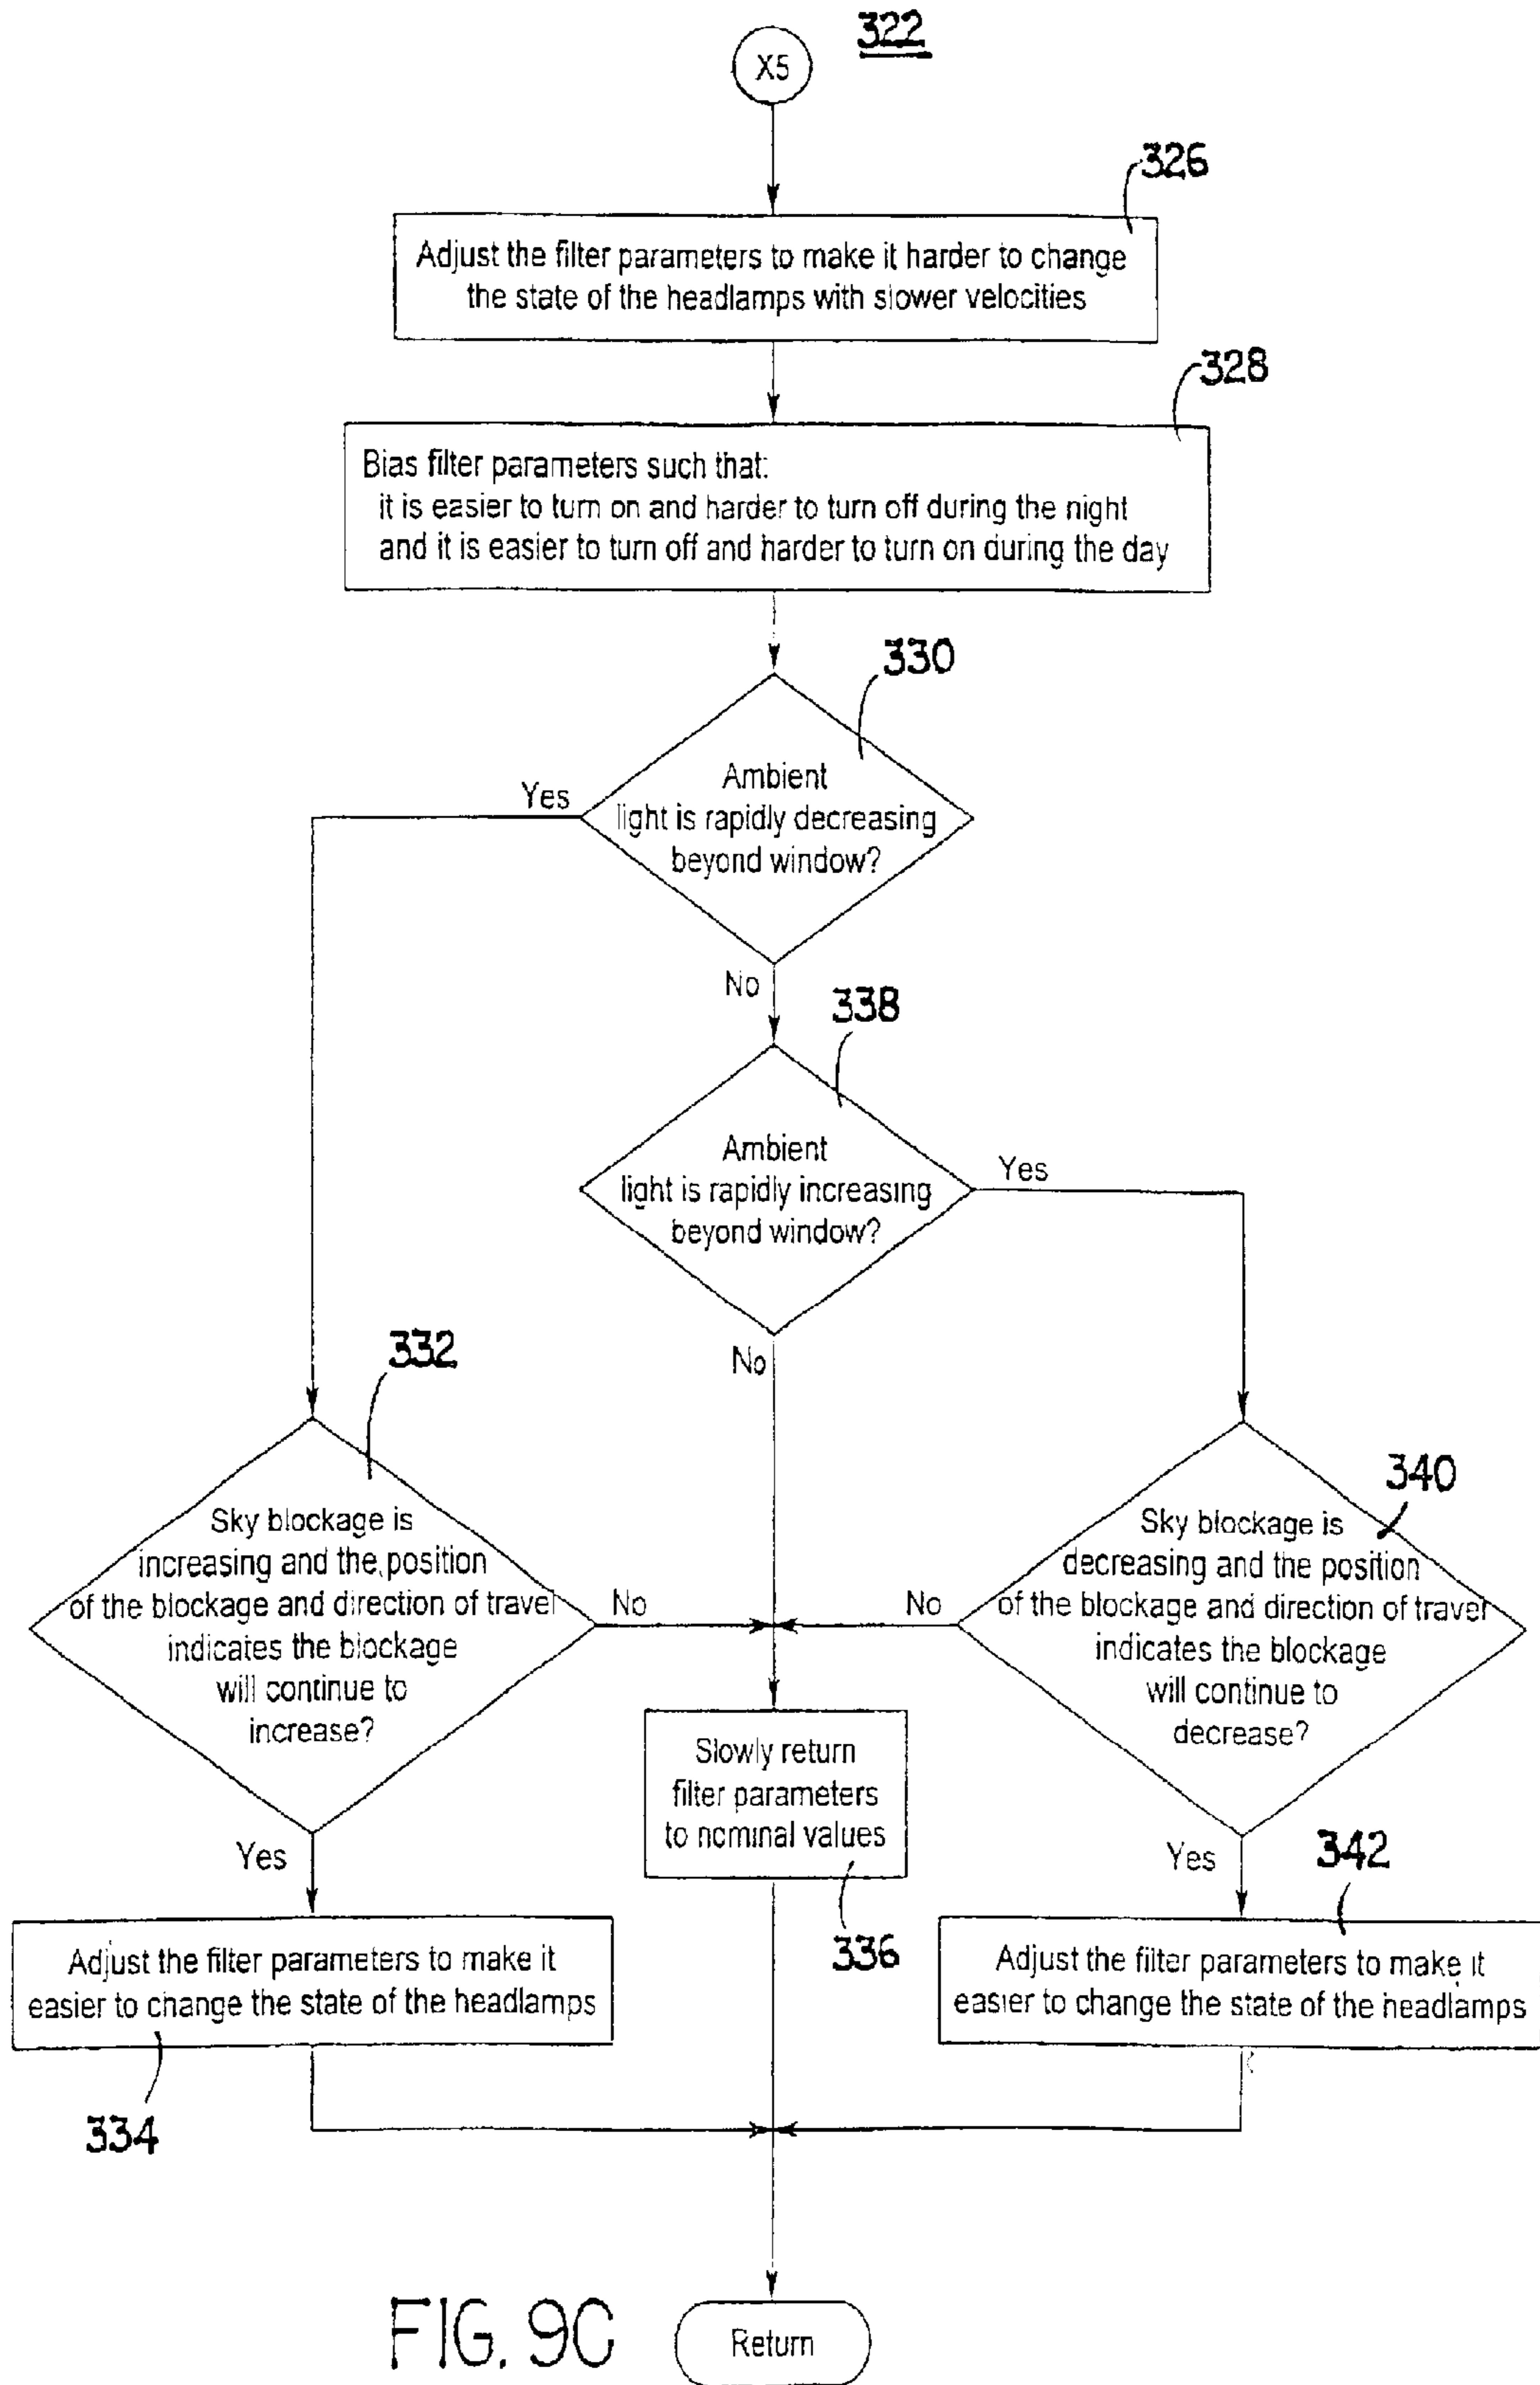 322
X5
326
Adjust the filter parameters to make it harder to change
the state of the headlamps with slower velocities
328
Bias filter parameters such that:
it is easier to turn on and harder to turn off during the night
and it is easier to turn off and harder to turn on during the day
330
Ambient
light is rapidly decreasing
beyond window?
Yes
No
338
Ambient
light is rapidly increasing
beyond window?
Yes
No
332
Sky blockage is
increasing and the position
of the blockage and direction of travel
indicates the blockage
will continue to
increase?
No
Yes
340
Sky blockage is
decreasing and the position
of the blockage and direction of travel
indicates the blockage
will continue to
decrease?
No
Yes
Slowly return
filter parameters
to nominal values
336
342
Adjust the filter parameters to make it
easier to change the state of the headlamps
334
Adjust the filter parameters to make it
easier to change the state of the headlamps
FIG. 9C
Return